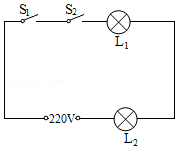 S₁ S₂
L₁
220V
L₂